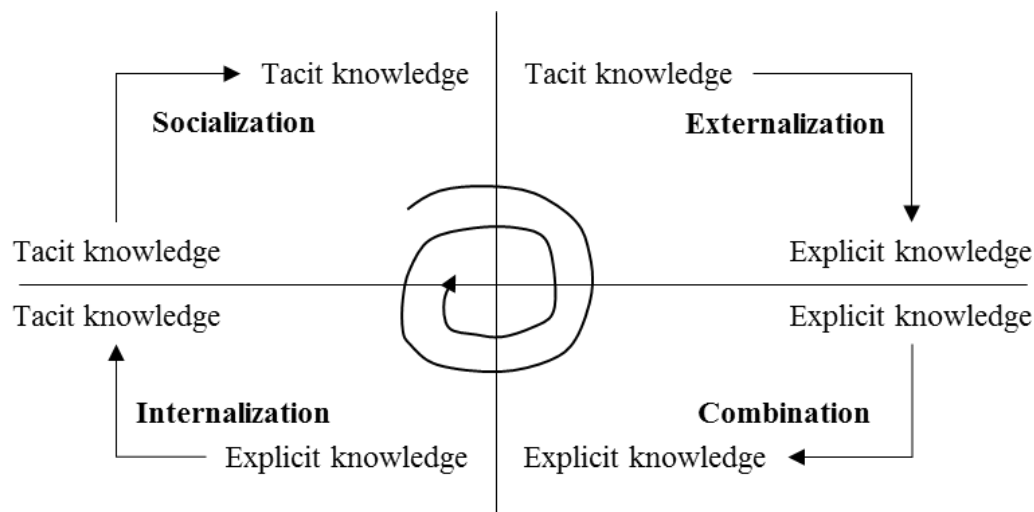 Tacit knowledge
Tacit knowledge
Socialization
Externalization
Tacit knowledge
Explicit knowledge
Tacit knowledge
Explicit knowledge
Internalization
Combination
Explicit knowledge
Explicit knowledge